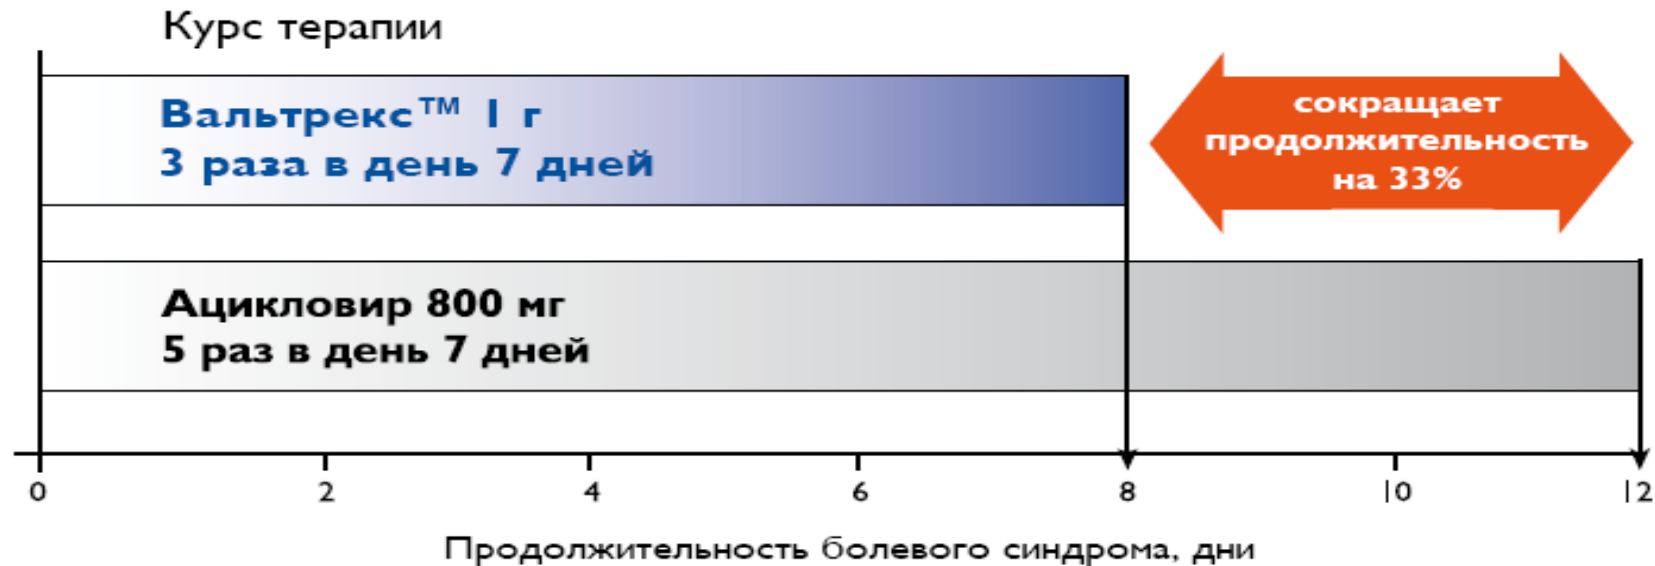 Курс терапии
Вальтрекс™ 1 г
3 раза в день 7 дней
сокращает
продолжительность
на 33%
Ацикловир 800 мг
5 раз в день 7 дней
0 2 4 6 8 10 12
Продолжительность болевого синдрома, дни